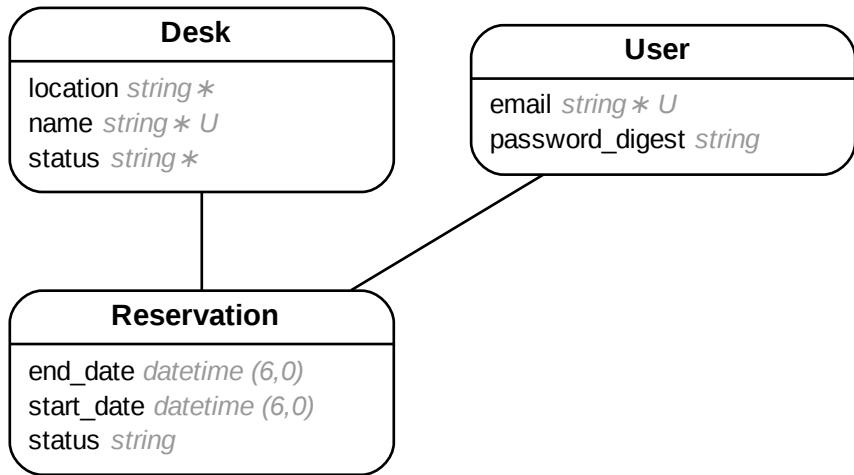 Desk
location string ∗
name string ∗ U
status string ∗
User
email string ∗ U
password_digest string
Reservation
end_date datetime (6,0)
start_date datetime (6,0)
status string